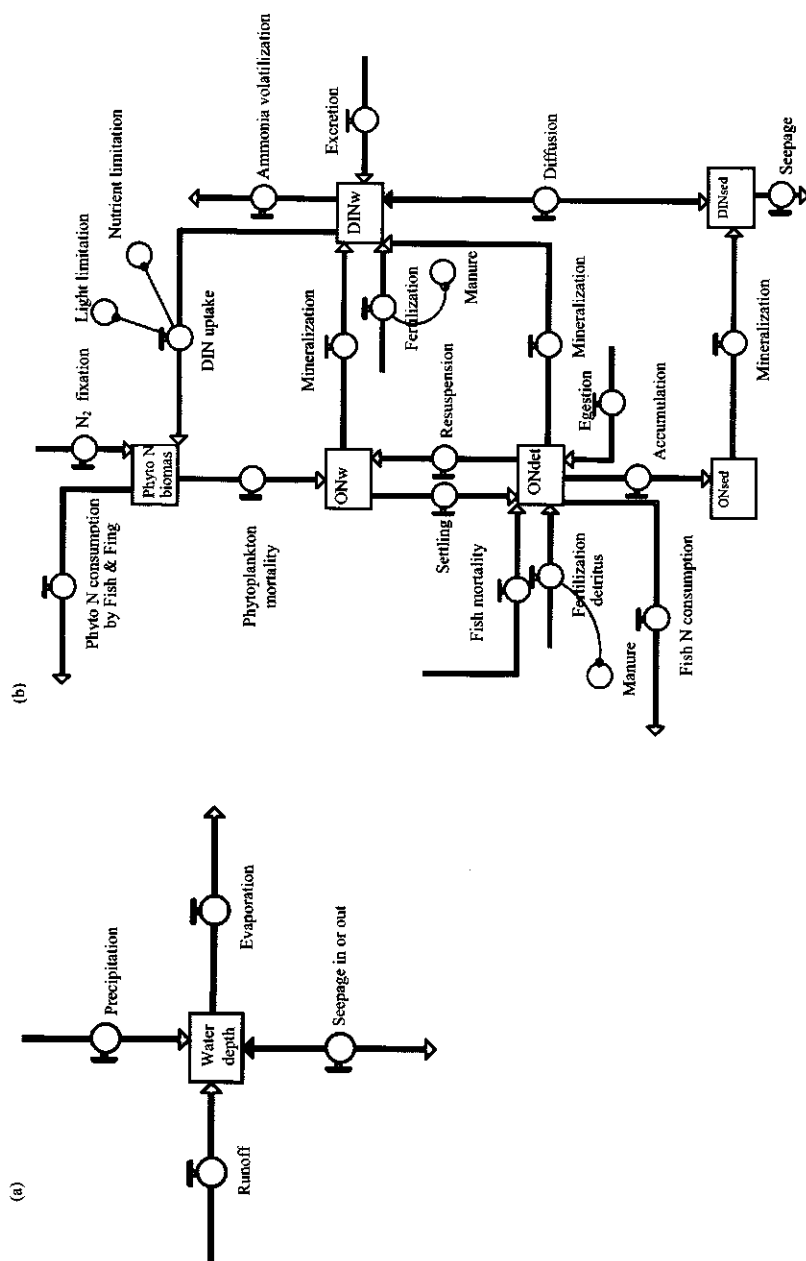 (a)
Precipitation
Runoff
Water
depth
Evaporation
Seepage in or out
(b)
Phyto N consumption
by Fish & Fing
N₂ fixation
Light limitation
Nutrient limitation
Ammonia volatilization
Phyto N
biomas
DIN uptake
DINw
Excretion
Phytoplankton
mortality
Mineralization
Fertilization
Manure
ONw
Settling
Resuspension
Diffusion
Fish mortality
Fertilization
detritus
Manure
ONdet
Mineralization
Egestion
Fish N consumption
Accumulation
ONsed
Mineralization
DINsed
Seepage